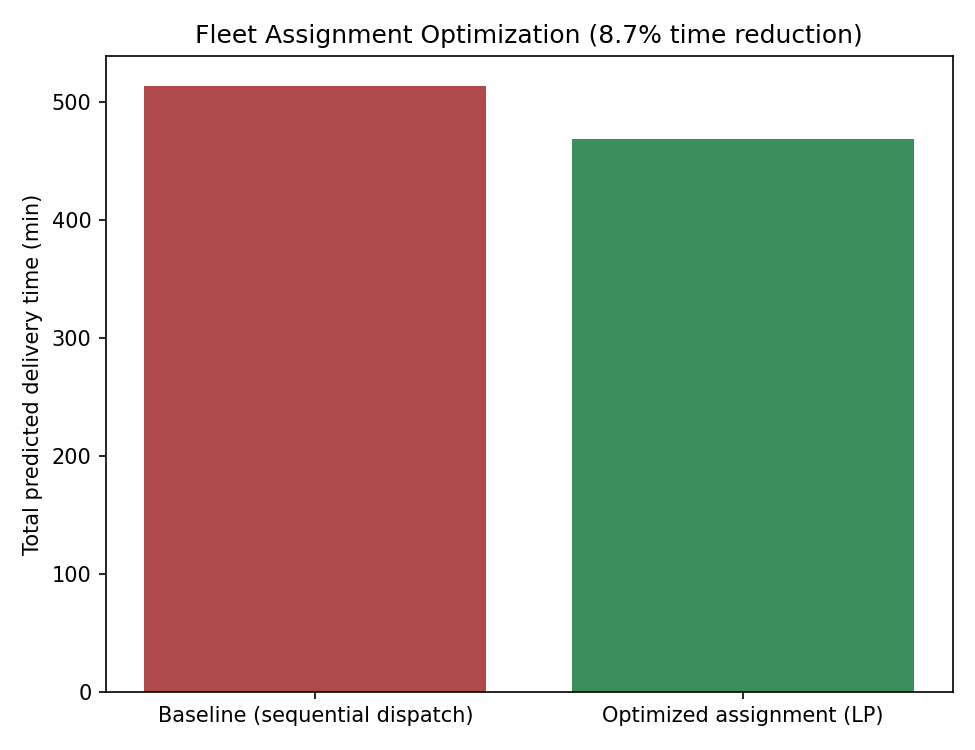 Fleet Assignment Optimization (8.7% time reduction)
Total predicted delivery time (min)
500
400
300
200
100
0
Baseline (sequential dispatch)
Optimized assignment (LP)